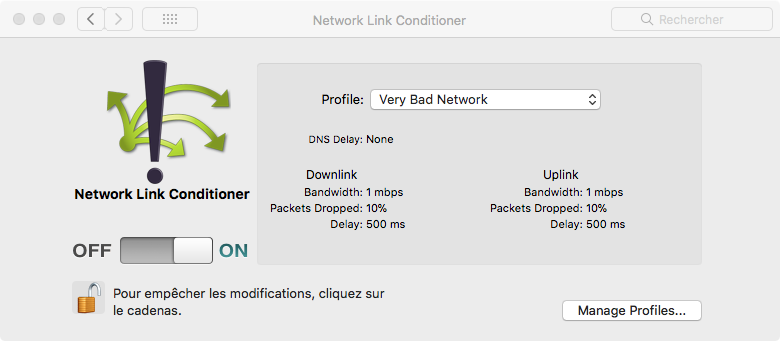 Network Link Conditioner
Rechercher
Network Link Conditioner
OFF ON
Profile: Very Bad Network
DNS Delay: None
Downlink
Bandwidth: 1 mbps
Packets Dropped: 10%
Delay: 500 ms
Uplink
Bandwidth: 1 mbps
Packets Dropped: 10%
Delay: 500 ms
Pour empêcher les modifications, cliquez sur
le cadenas.
Manage Profiles...